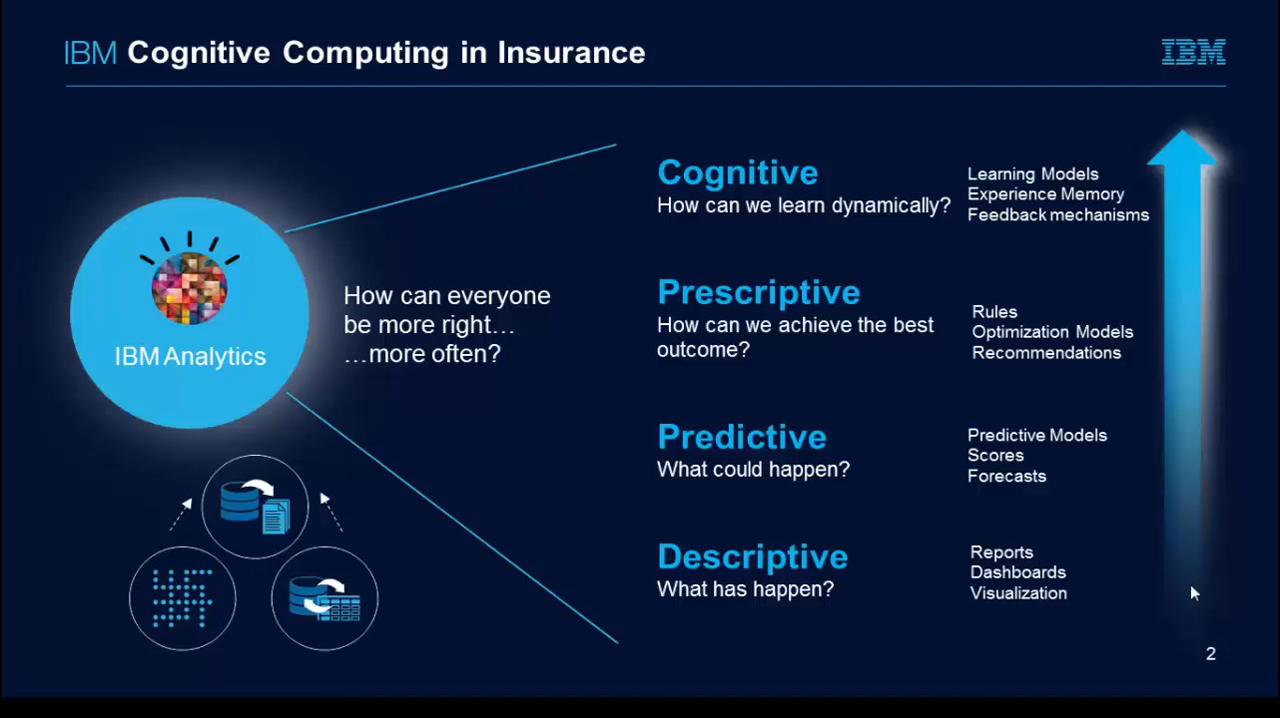 IBM Cognitive Computing in Insurance
IBM
IBM Analytics
How can everyone
be more right…
…more often?
Cognitive
How can we learn dynamically?
Learning Models
Experience Memory
Feedback mechanisms
Prescriptive
How can we achieve the best
outcome?
Rules
Optimization Models
Recommendations
Predictive
What could happen?
Predictive Models
Scores
Forecasts
Descriptive
What has happen?
Reports
Dashboards
Visualization
2